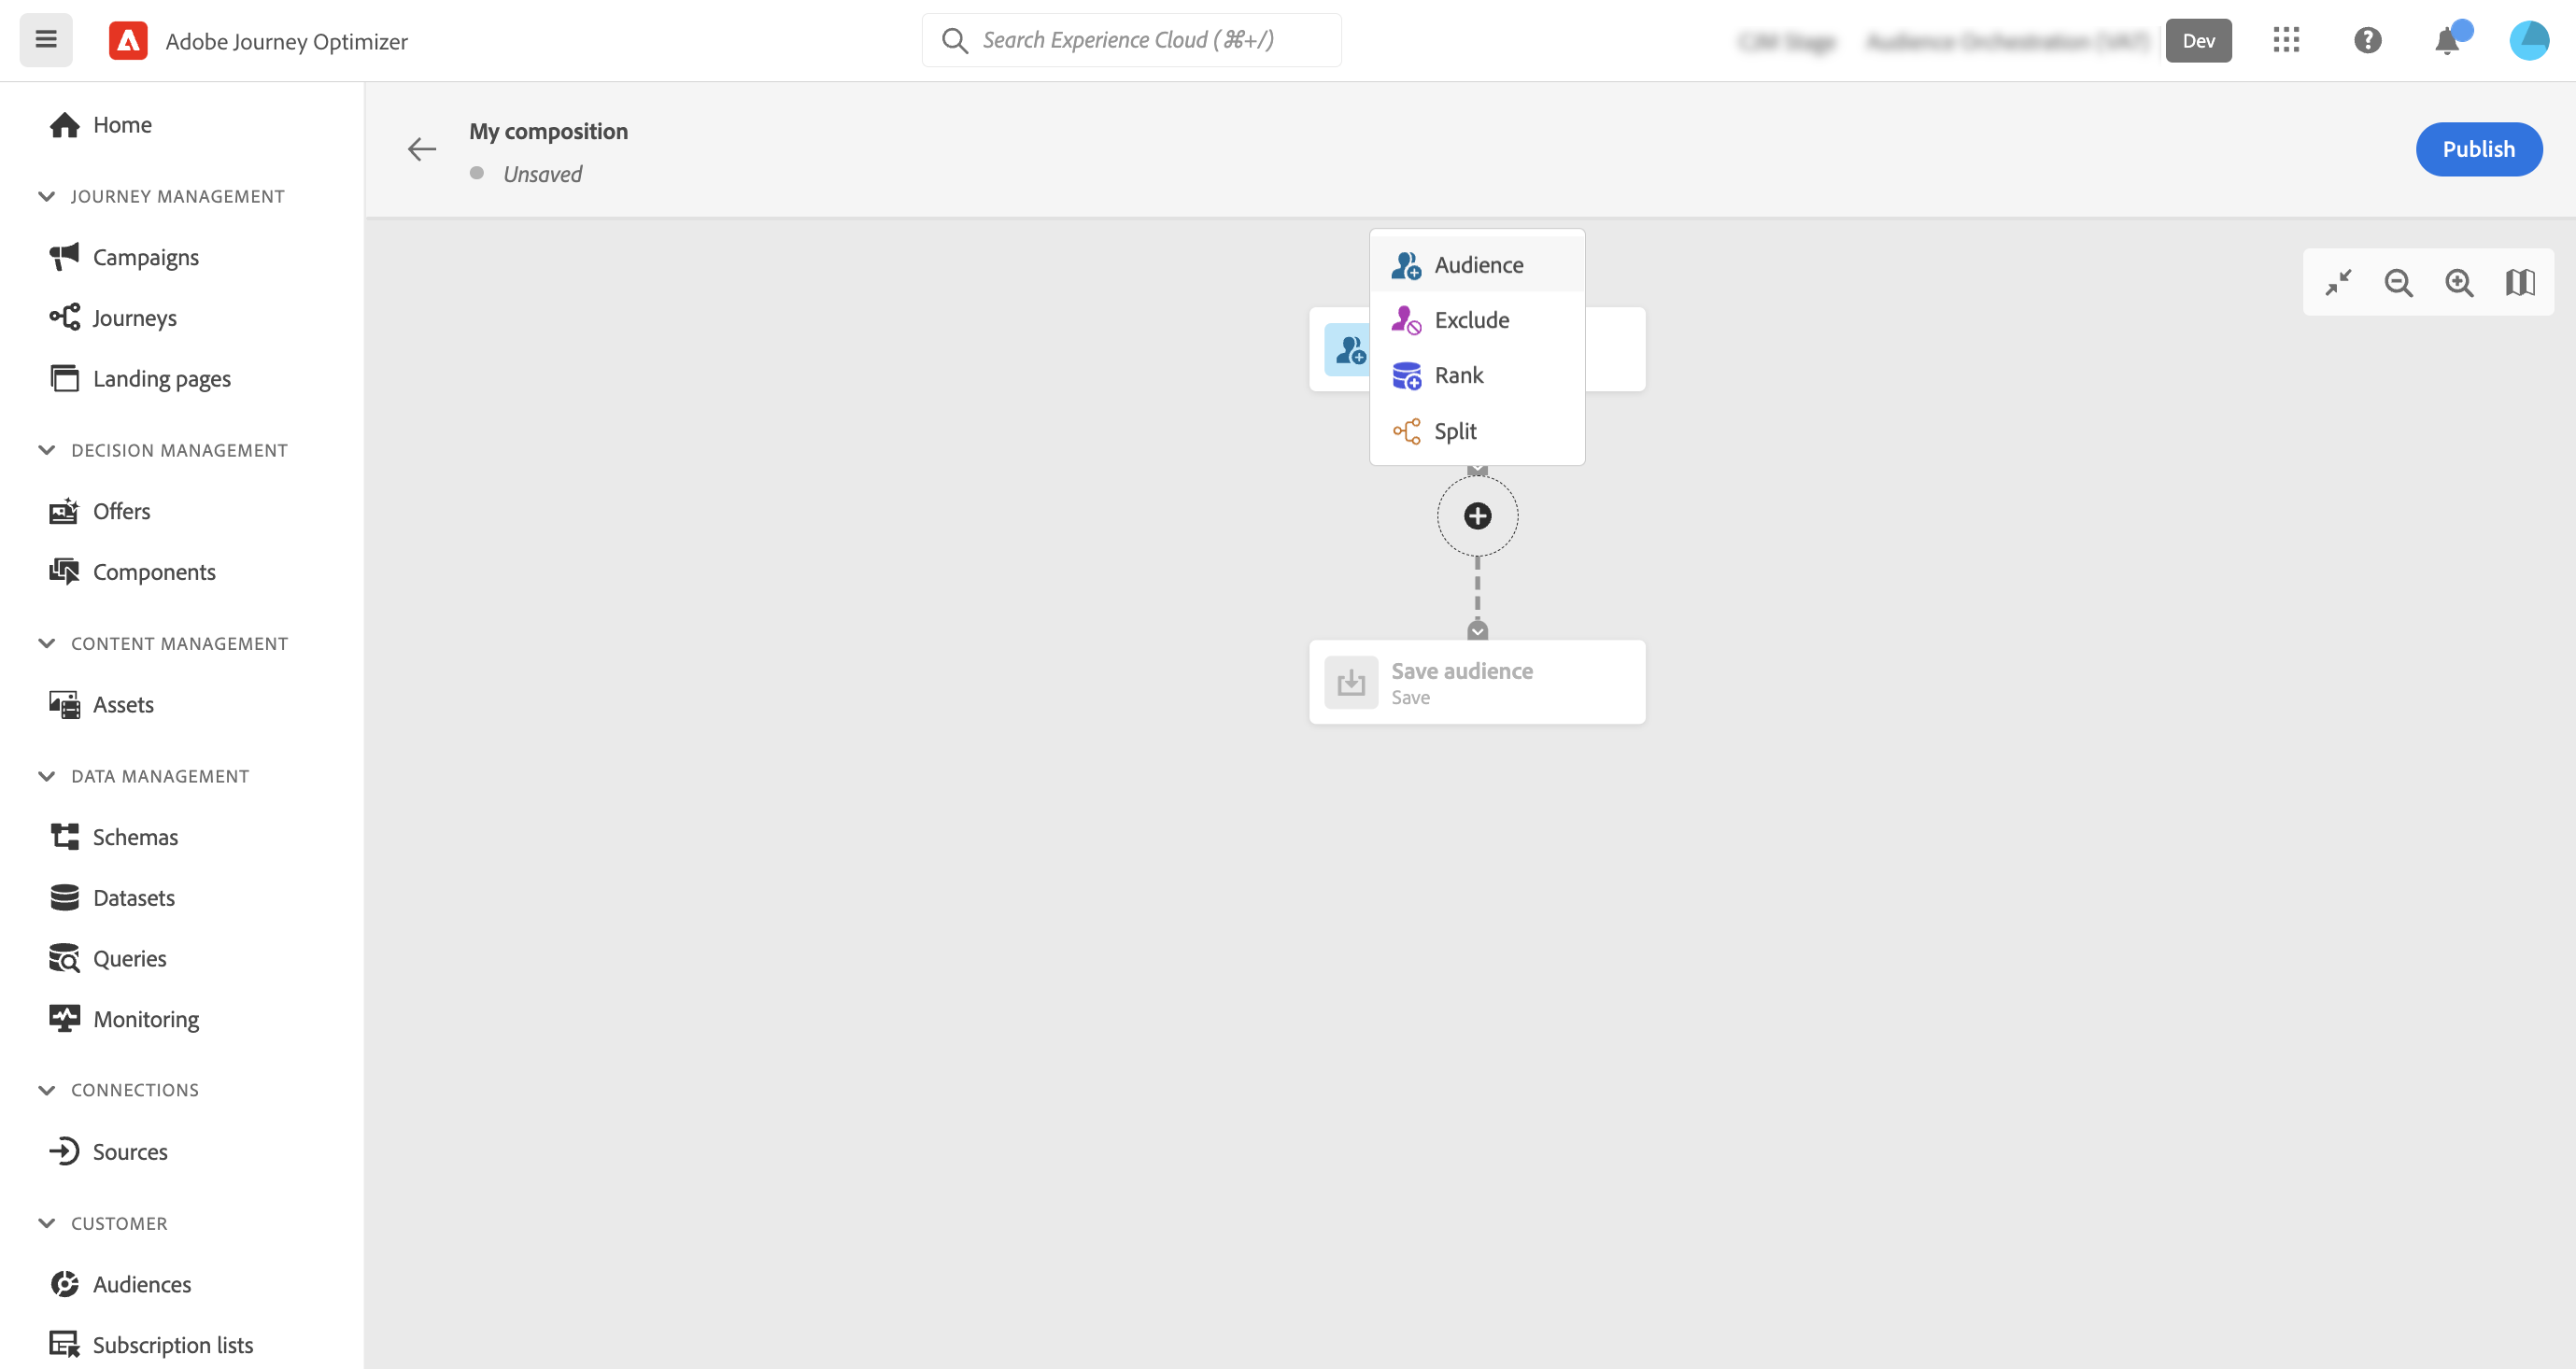 Adobe Journey Optimizer
Search Experience Cloud (⌘+/)
Dev
Home
JOURNEY MANAGEMENT
Campaigns
Journeys
Landing pages
DECISION MANAGEMENT
Offers
Components
CONTENT MANAGEMENT
Assets
DATA MANAGEMENT
Schemas
Datasets
Queries
Monitoring
CONNECTIONS
Sources
CUSTOMER
Audiences
Subscription lists
My composition
Unsaved
Publish
Audience
Exclude
Rank
Split
Save audience
Save